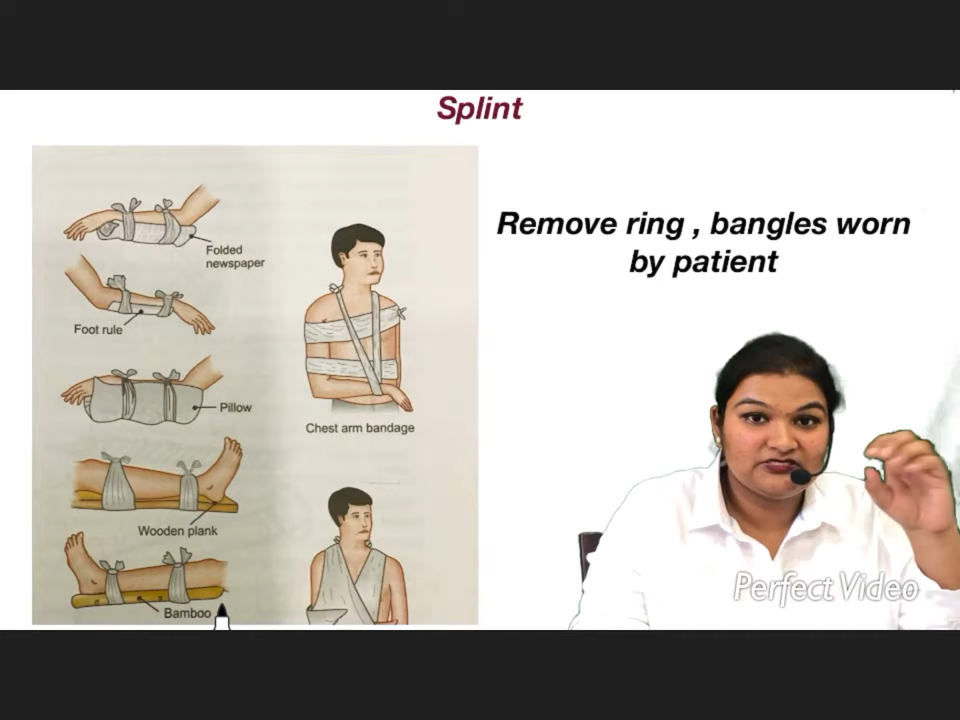 Splint
Remove ring , bangles worn
by patient
Folded
newspaper
Foot rule
Pillow
Chest arm bandage
Wooden plank
Bamboo
Perfect Video